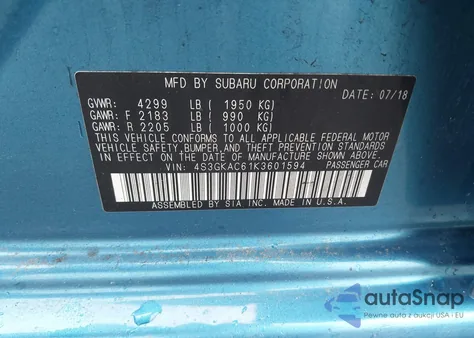 MFD BY SUBARU CORPORATION
DATE: 07/18
GVWR: 4299 LB ( 1950 KG)
GAWR: F 2183 LB ( 990 KG)
GAWR: R 2205 LB ( 1000 KG)
THIS VEHICLE CONFORMS TO ALL APPLICABLE FEDERAL MOTOR
VEHICLE SAFETY,BUMPER,AND THEFT PREVENTION STANDARDS
IN EFFECT ON THE DATE OF MANUFACTURE SHOWN ABOVE.
VIN: 4S3GKAC61K3601594 PASSENGER CAR
ASSEMBLED BY SIA, INC. MADE IN U.S.A.
autoSnap
Pewne auta z USA i EU